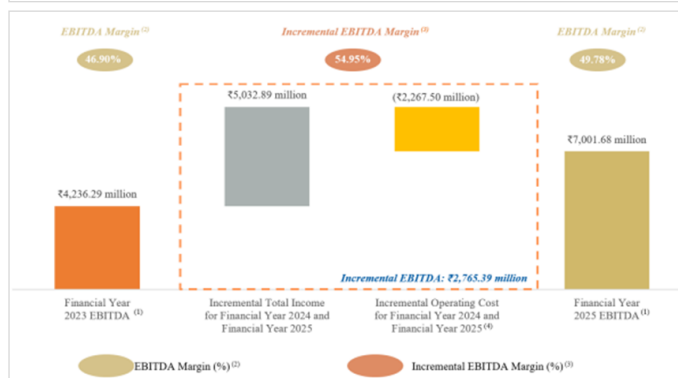 EBITDA Margin (2)
Incremental EBITDA Margin (3)
EBITDA Margin (2)
46.90%
54.95%
49.78%
₹5,032.89 million
(₹2,267.50 million)
₹7,001.68 million
₹4,236.29 million
Incremental EBITDA: ₹2,765.39 million
Financial Year
2023 EBITDA (1)
Incremental Total Income
for Financial Year 2024 and
Financial Year 2025
Incremental Operating Cost
for Financial Year 2024 and
Financial Year 2025 (4)
Financial Year
2025 EBITDA (1)
EBITDA Margin (%) (2)
Incremental EBITDA Margin (%) (3)